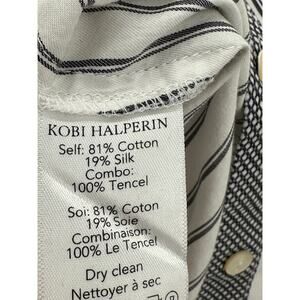 KOBI HALPERIN
Self: 81% Cotton
19% Silk
Combo:
100% Tencel
Soi: 81% Coton
19% Soie
Combinaison:
100% Le Tencel
Dry clean
Nettoyer à sec